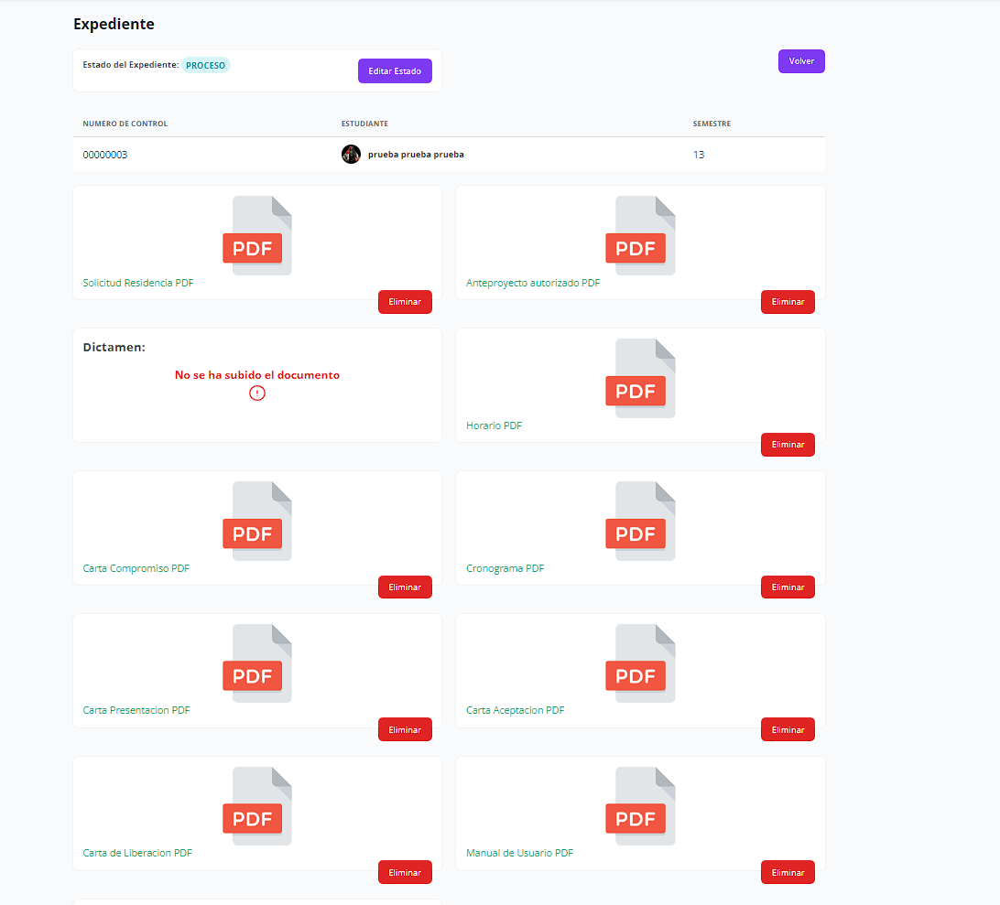 Expediente
Estado del Expediente: PROCESO
Editar Estado
Volver
NUMERO DE CONTROL ESTUDIANTE SEMESTRE
00000003 prueba prueba prueba 13
PDF
Solicitud Residencia PDF
Eliminar
PDF
Anteproyecto autorizado PDF
Eliminar
Dictamen:
No se ha subido el documento
PDF
Horario PDF
Eliminar
PDF
Carta Compromiso PDF
Eliminar
PDF
Cronograma PDF
Eliminar
PDF
Carta Presentacion PDF
Eliminar
PDF
Carta Aceptacion PDF
Eliminar
PDF
Carta de Liberacion PDF
Eliminar
PDF
Manual de Usuario PDF
Eliminar